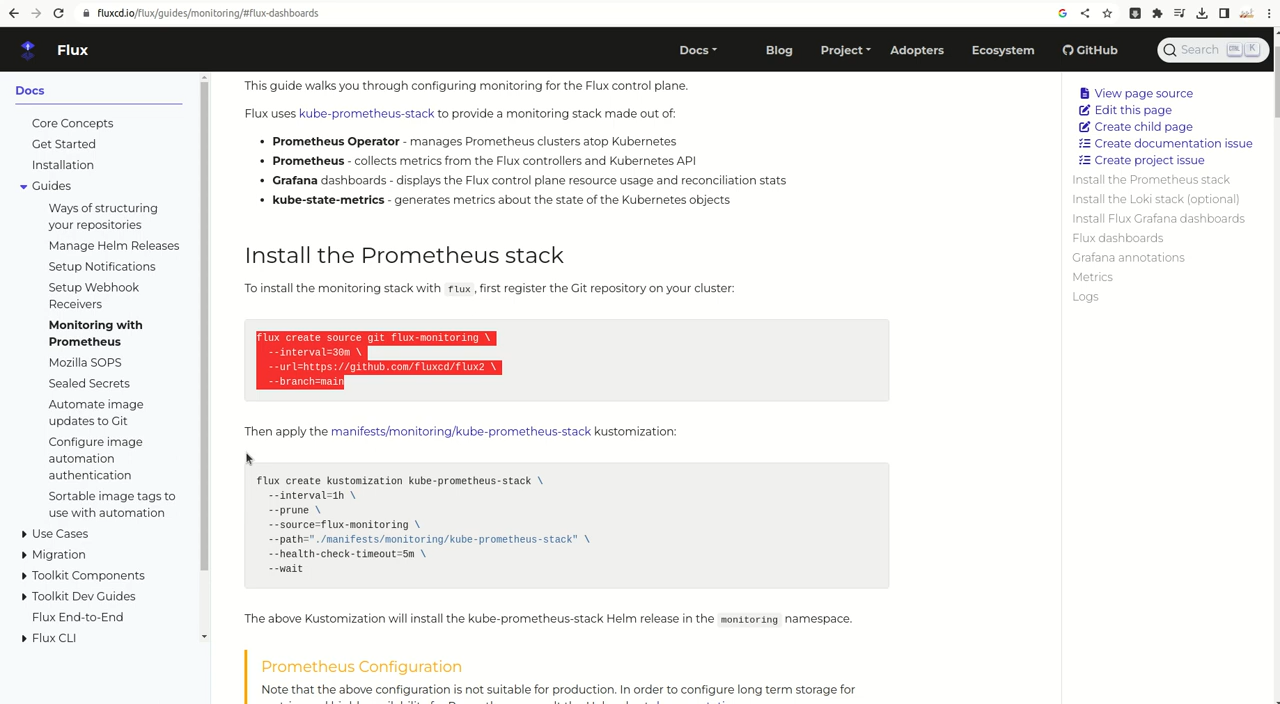 fluxcd.io/flux/guides/monitoring/#flux-dashboards
Flux
Docs
Blog
Project
Adopters
Ecosystem
GitHub
Search
CTRL
K
Docs
Core Concepts
Get Started
Installation
Guides
Ways of structuring
your repositories
Manage Helm Releases
Setup Notifications
Setup Webhook
Receivers
Monitoring with
Prometheus
Mozilla SOPS
Sealed Secrets
Automate image
updates to Git
Configure image
automation
authentication
Sortable image tags to
use with automation
Use Cases
Migration
Toolkit Components
Toolkit Dev Guides
Flux End-to-End
Flux CLI
This guide walks you through configuring monitoring for the Flux control plane.
Flux uses kube-prometheus-stack to provide a monitoring stack made out of:
• Prometheus Operator - manages Prometheus clusters atop Kubernetes
• Prometheus - collects metrics from the Flux controllers and Kubernetes API
• Grafana dashboards - displays the Flux control plane resource usage and reconciliation stats
• kube-state-metrics - generates metrics about the state of the Kubernetes objects
Install the Prometheus stack
To install the monitoring stack with flux, first register the Git repository on your cluster:
flux create source git flux-monitoring \
--interval=30m \
--url=https://github.com/fluxcd/flux2 \
--branch=main
Then apply the manifests/monitoring/kube-prometheus-stack kustomization:
flux create kustomization kube-prometheus-stack \
--interval=1h \
--prune \
--source=flux-monitoring \
--path="./manifests/monitoring/kube-prometheus-stack" \
--health-check-timeout=5m \
--wait
The above Kustomization will install the kube-prometheus-stack Helm release in the monitoring namespace.
Prometheus Configuration
Note that the above configuration is not suitable for production. In order to configure long term storage for
View page source
Edit this page
Create child page
Create documentation issue
Create project issue
Install the Prometheus stack
Install the Loki stack (optional)
Install Flux Grafana dashboards
Flux dashboards
Grafana annotations
Metrics
Logs